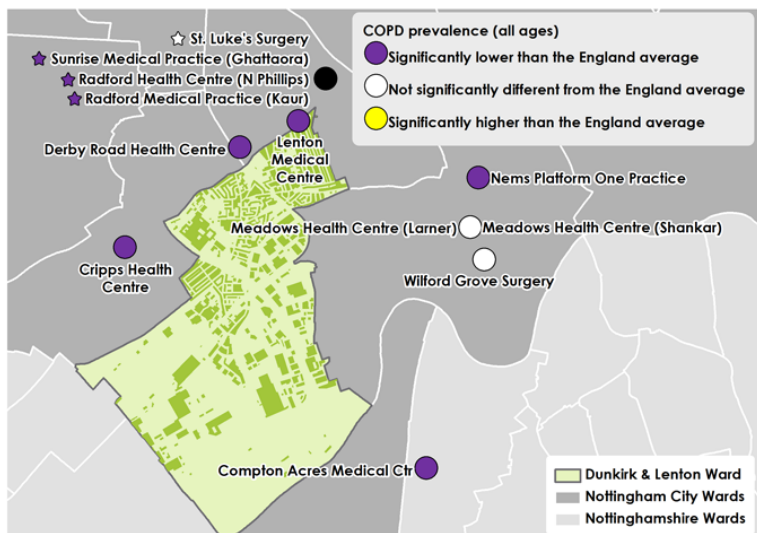 St. Luke's Surgery
Sunrise Medical Practice (Ghattaora)
Radford Health Centre (N Phillips)
Radford Medical Practice (Kaur)
Derby Road Health Centre
Lenton
Medical
Centre
COPD prevalence (all ages)
Significantly lower than the England average
Not significantly different from the England average
Significantly higher than the England average
Nems Platform One Practice
Meadows Health Centre (Larner)
Meadows Health Centre (Shankar)
Wilford Grove Surgery
Cripps Health
Centre
Compton Acres Medical Ctr
Dunkirk & Lenton Ward
Nottingham City Wards
Nottinghamshire Wards